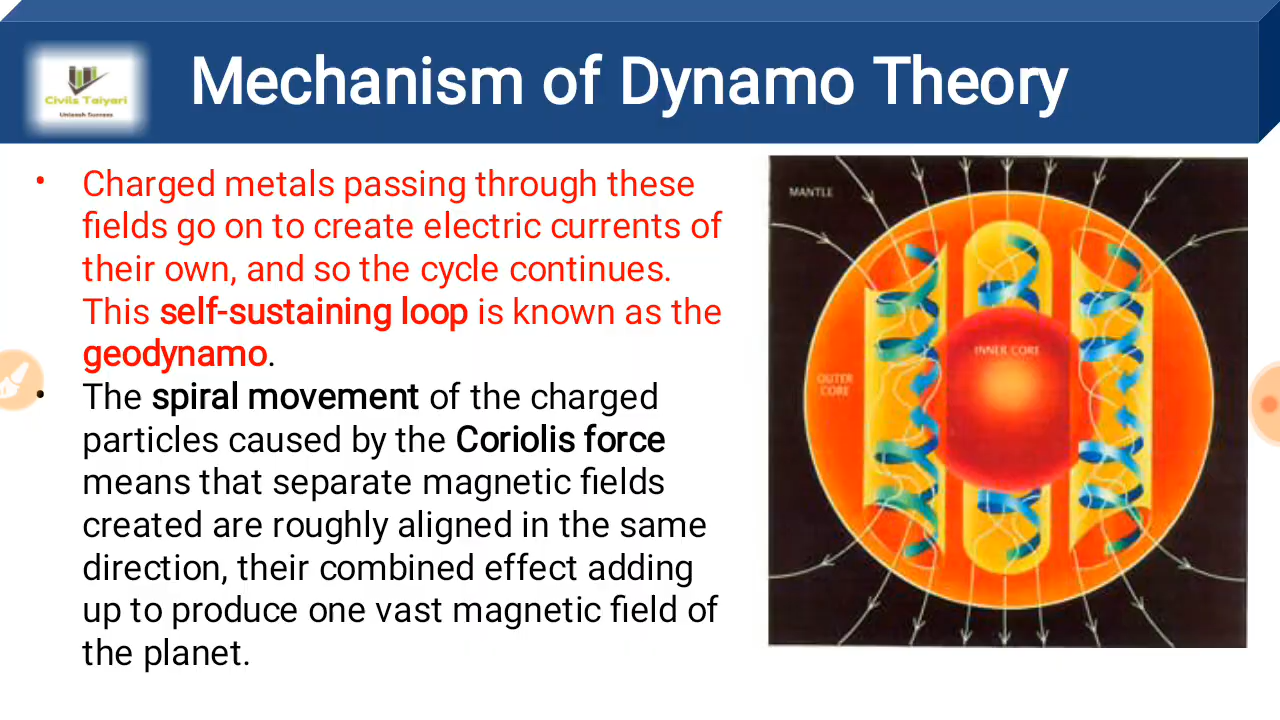 Mechanism of Dynamo Theory
Civils Taiyari
Unleash Success
• Charged metals passing through these
fields go on to create electric currents of
their own, and so the cycle continues.
This self-sustaining loop is known as the
geodynamo.
• The spiral movement of the charged
particles caused by the Coriolis force
means that separate magnetic fields
created are roughly aligned in the same
direction, their combined effect adding
up to produce one vast magnetic field of
the planet.
MANTLE
INNER CORE
OUTER
CORE